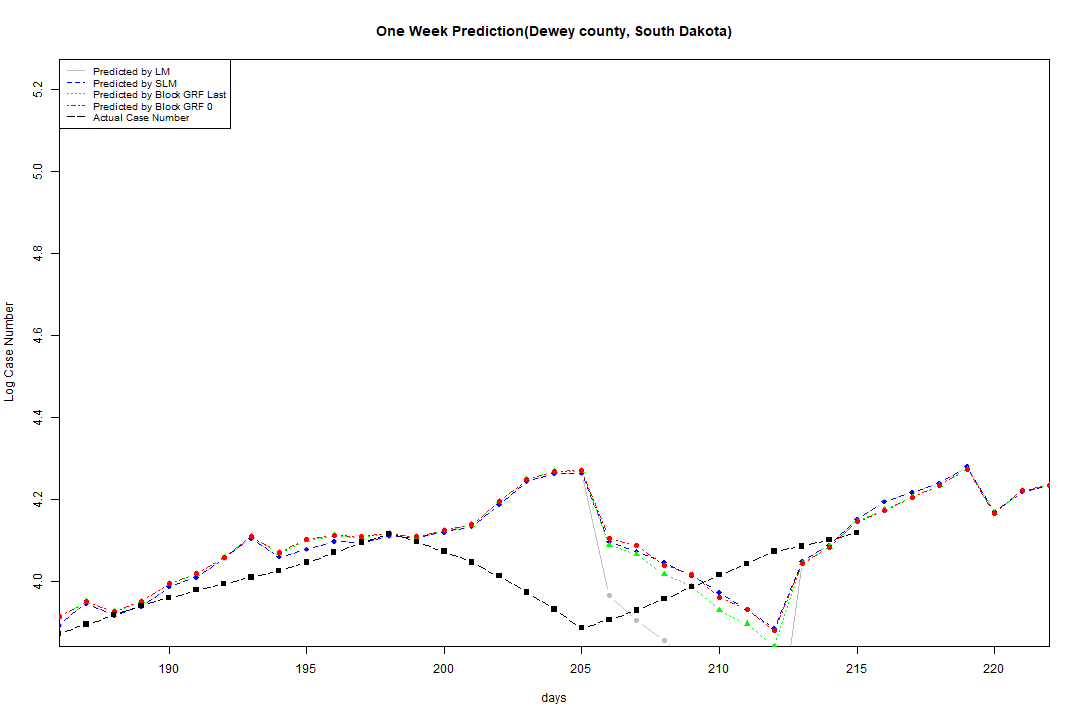 One Week Prediction(Dewey county, South Dakota)
Predicted by LM
Predicted by SLM
Predicted by Block GRF Last
Predicted by Block GRF 0
Actual Case Number
5.2
5.0
4.8
4.6
4.4
4.2
4.0
Log Case Number
190 195 200 205 210 215 220
days